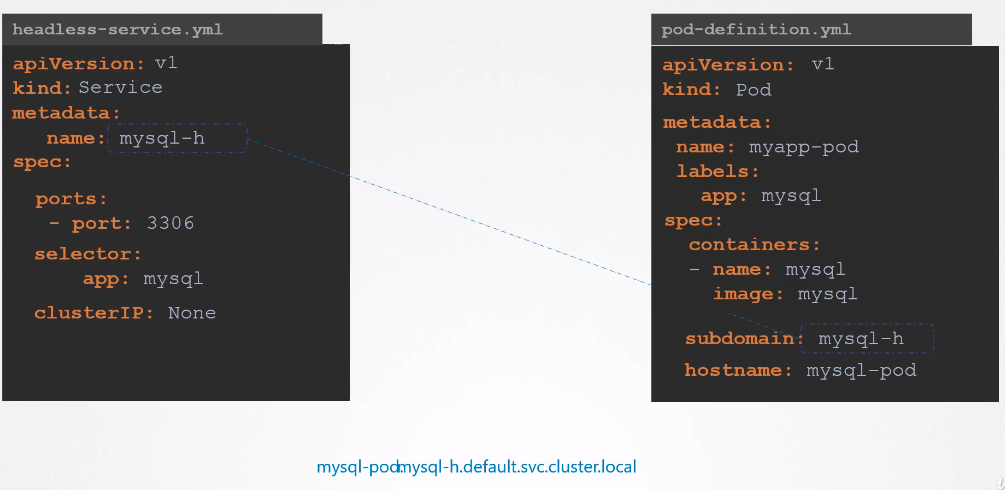 headless-service.yml
apiVersion: v1
kind: Service
metadata:
name: mysql-h
spec:
ports:
- port: 3306
selector:
app: mysql
clusterIP: None
pod-definition.yml
apiVersion: v1
kind: Pod
metadata:
name: myapp-pod
labels:
app: mysql
spec:
containers:
- name: mysql
image: mysql
subdomain: mysql-h
hostname: mysql-pod
mysql-pod.mysql-h.default.svc.cluster.local